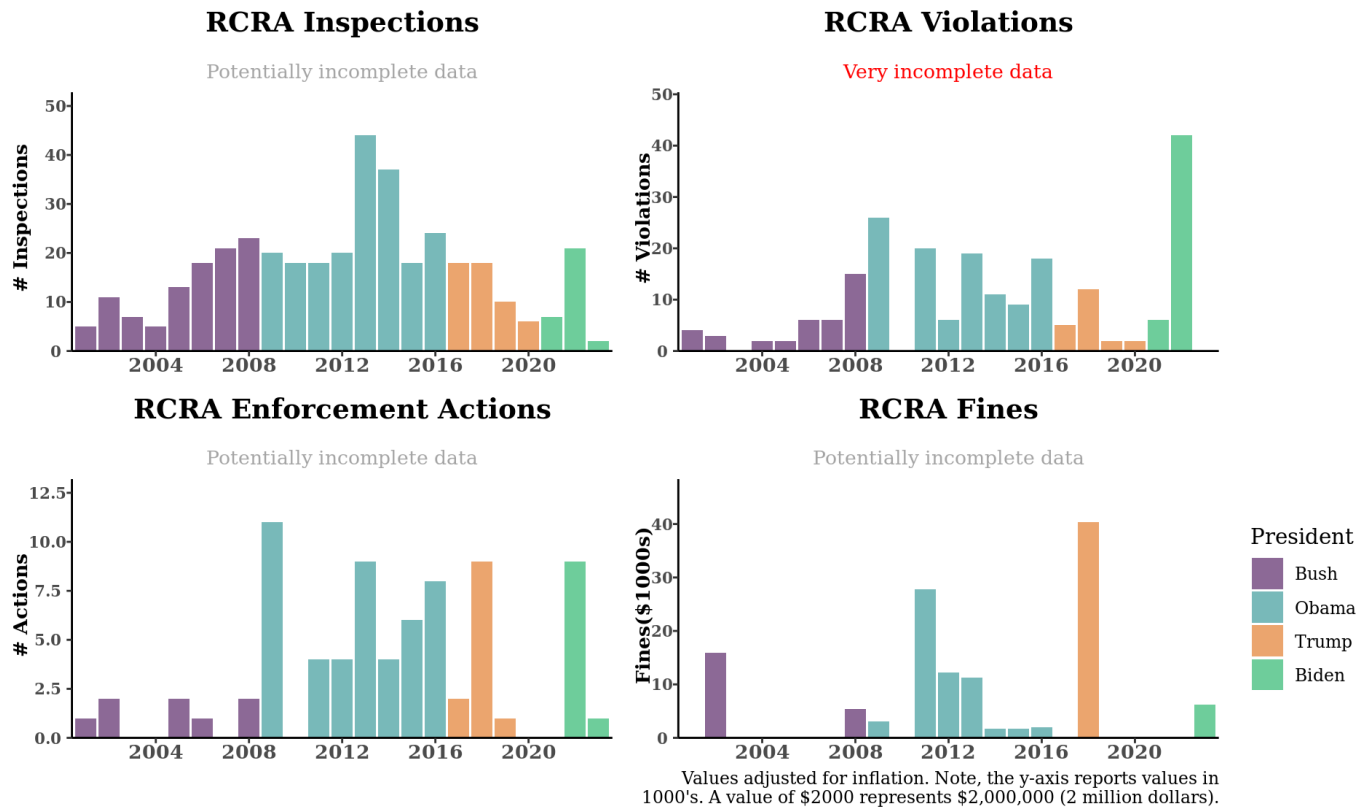 RCRA Inspections
Potentially incomplete data
# Inspections
50
40
30
20
10
0
2004 2008 2012 2016 2020
RCRA Violations
Very incomplete data
# Violations
50
40
30
20
10
0
2004 2008 2012 2016 2020
RCRA Enforcement Actions
Potentially incomplete data
# Actions
12.5
10.0
7.5
5.0
2.5
0.0
2004 2008 2012 2016 2020
RCRA Fines
Potentially incomplete data
Fines($1000s)
40
30
20
10
0
2004 2008 2012 2016 2020
Values adjusted for inflation. Note, the y-axis reports values in
1000's. A value of $2000 represents $2,000,000 (2 million dollars).
President
Bush
Obama
Trump
Biden